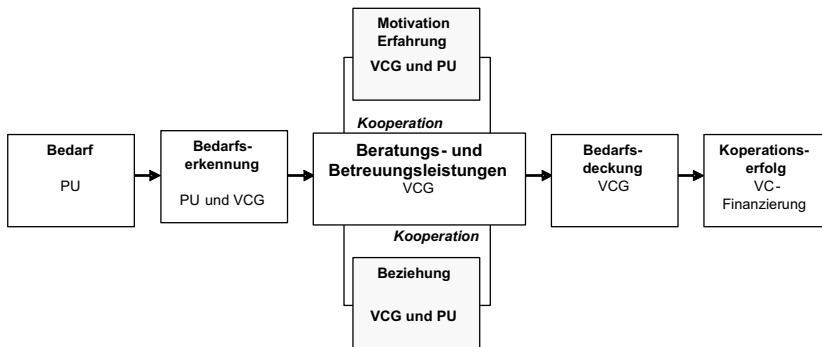 Motivation
Erfahrung
VCG und PU
Kooperation
Bedarf
PU
Bedarfs-
erkennung
PU und VCG
Beratungs- und
Betreuungsleistungen
VCG
Bedarfs-
deckung
VCG
Koperations-
erfolg
VC-
Finanzierung
Kooperation
Beziehung
VCG und PU